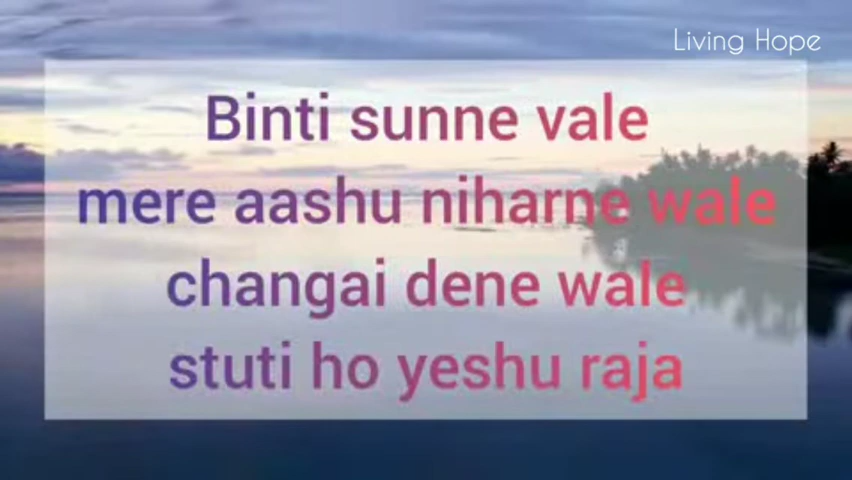 Living Hope
Binti sunne vale
mere aashu niharne wale
changai dene wale
stuti ho yeshu raja